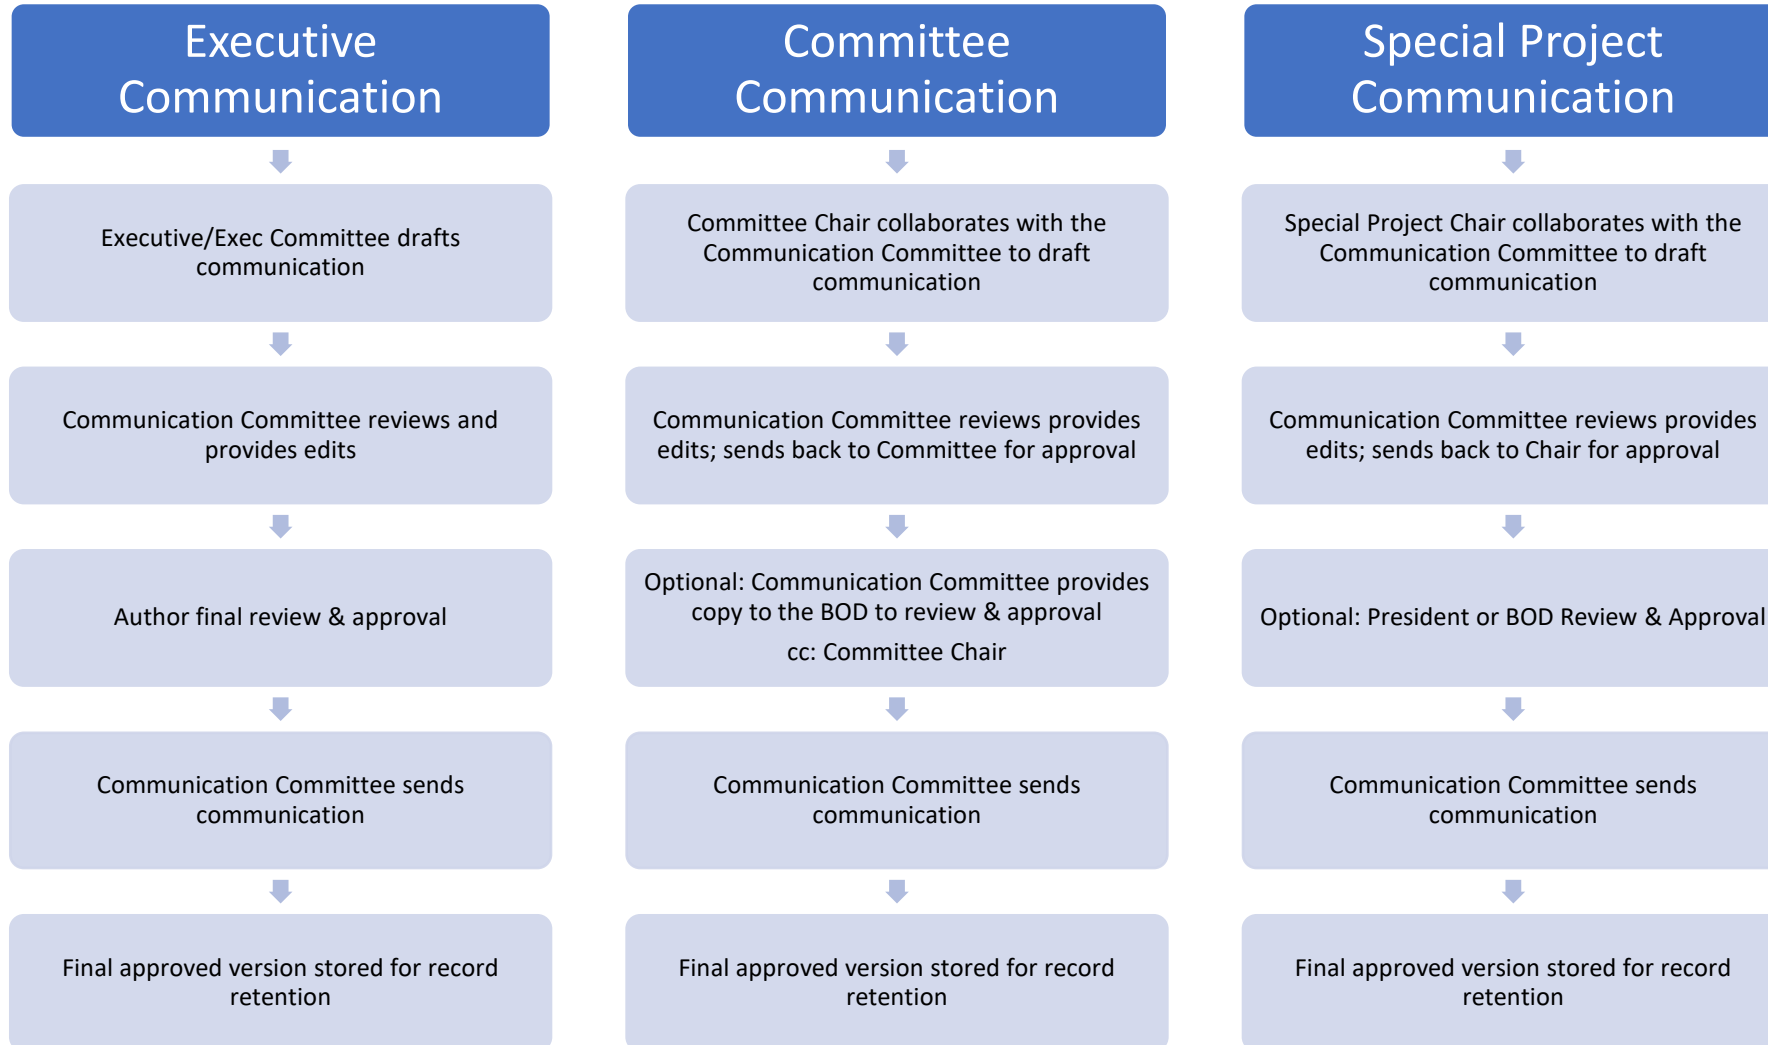 Executive
Communication
Executive/Exec Committee drafts
communication
Communication Committee reviews and
provides edits
Author final review & approval
Communication Committee sends
communication
Final approved version stored for record
retention
Committee
Communication
Committee Chair collaborates with the
Communication Committee to draft
communication
Communication Committee reviews provides
edits; sends back to Committee for approval
Optional: Communication Committee provides
copy to the BOD to review & approval
cc: Committee Chair
Communication Committee sends
communication
Final approved version stored for record
retention
Special Project
Communication
Special Project Chair collaborates with the
Communication Committee to draft
communication
Communication Committee reviews provides
edits; sends back to Chair for approval
Optional: President or BOD Review & Approval
Communication Committee sends
communication
Final approved version stored for record
retention